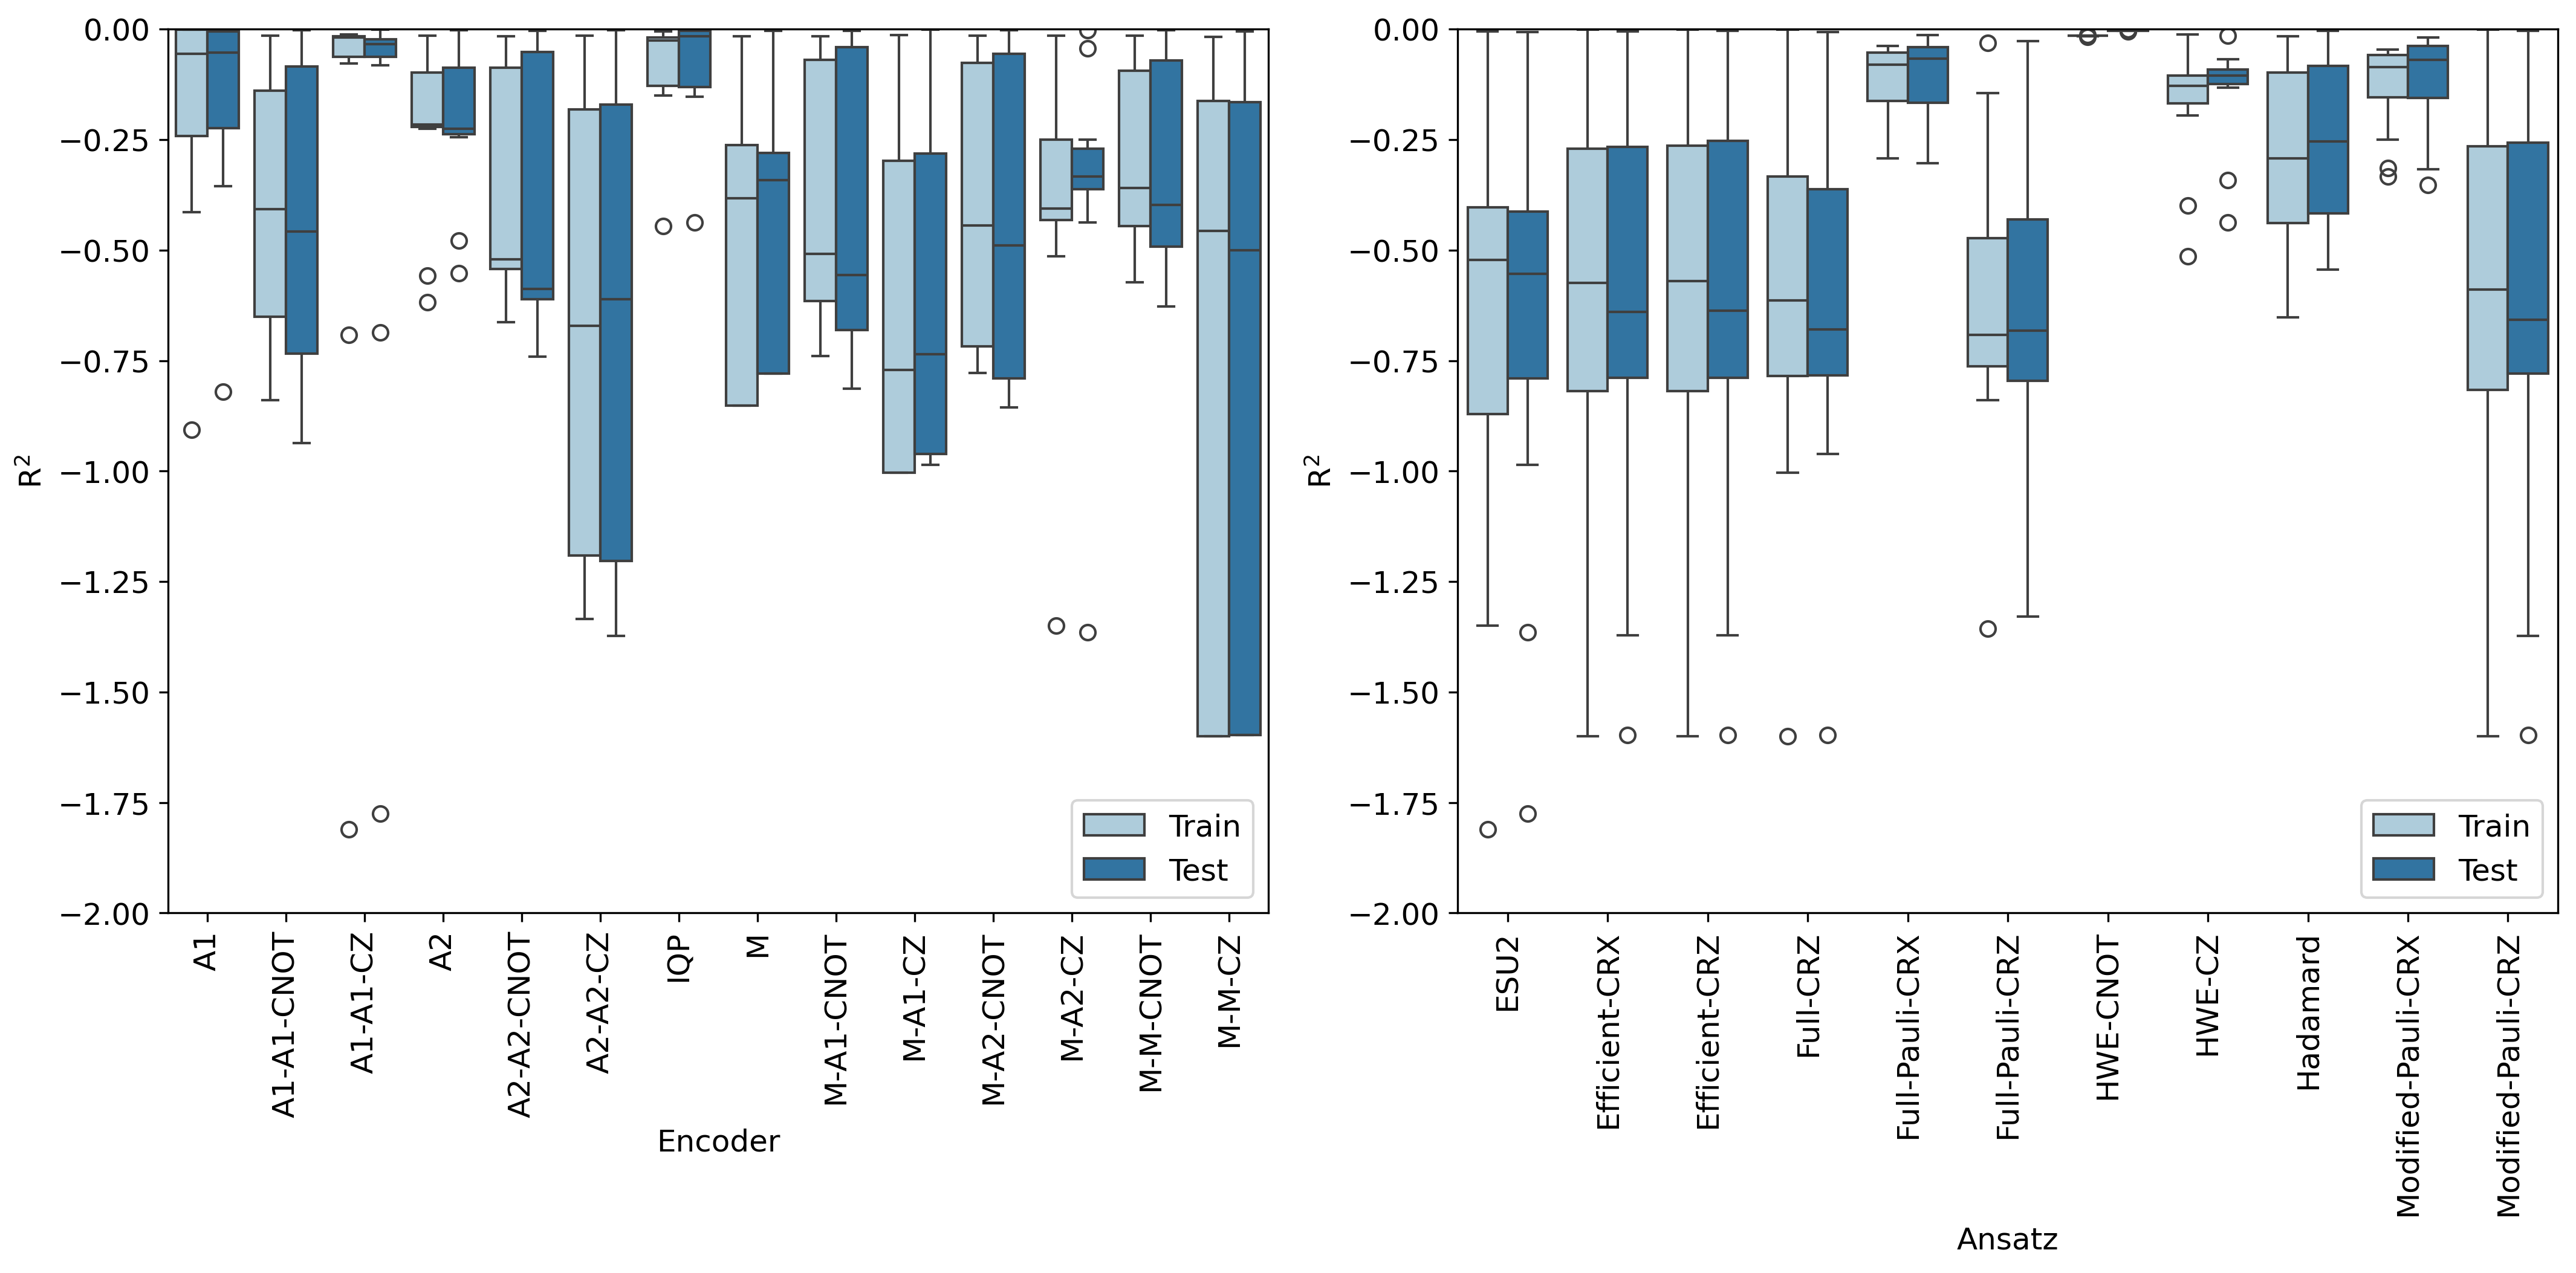 0.00
−0.25
−0.50
−0.75
−1.00
−1.25
−1.50
−1.75
−2.00
R²
A1
A1-A1-CNOT
A1-A1-CZ
A2
A2-A2-CNOT
A2-A2-CZ
IQP
M
M-A1-CNOT
M-A1-CZ
M-A2-CNOT
M-A2-CZ
M-M-CNOT
M-M-CZ
Encoder
Train
Test
0.00
−0.25
−0.50
−0.75
−1.00
−1.25
−1.50
−1.75
−2.00
R²
ESU2
Efficient-CRX
Efficient-CRZ
Full-CRZ
Full-Pauli-CRX
Full-Pauli-CRZ
HWE-CNOT
HWE-CZ
Hadamard
Modified-Pauli-CRX
Modified-Pauli-CRZ
Ansatz
Train
Test